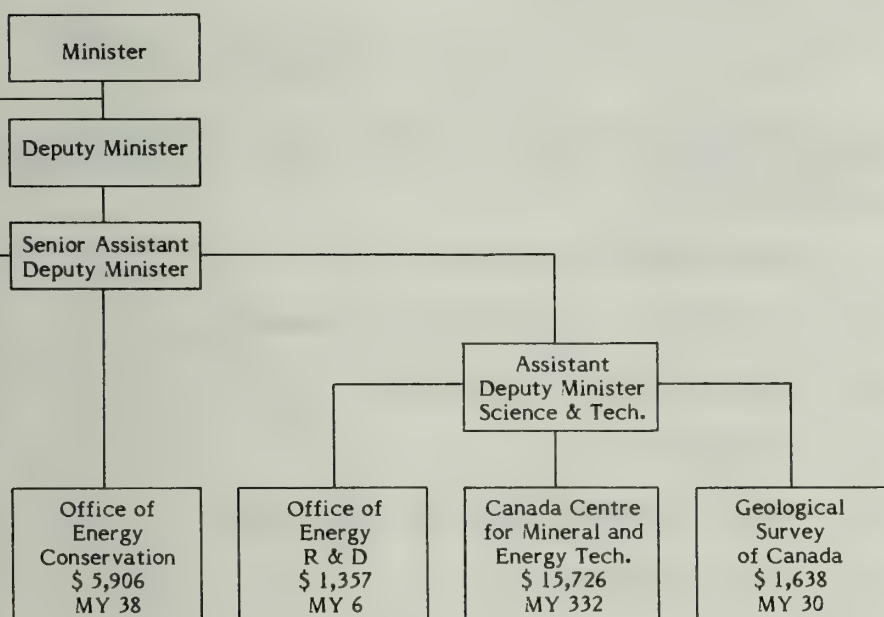 Minister
Deputy Minister
Senior Assistant
Deputy Minister
Assistant
Deputy Minister
Science & Tech.
Office of
Energy
Conservation
$ 5,906
MY 38
Office of
Energy
R & D
$ 1,357
MY 6
Canada Centre
for Mineral and
Energy Tech.
$ 15,726
MY 332
Geological
Survey
of Canada
$ 1,638
MY 30